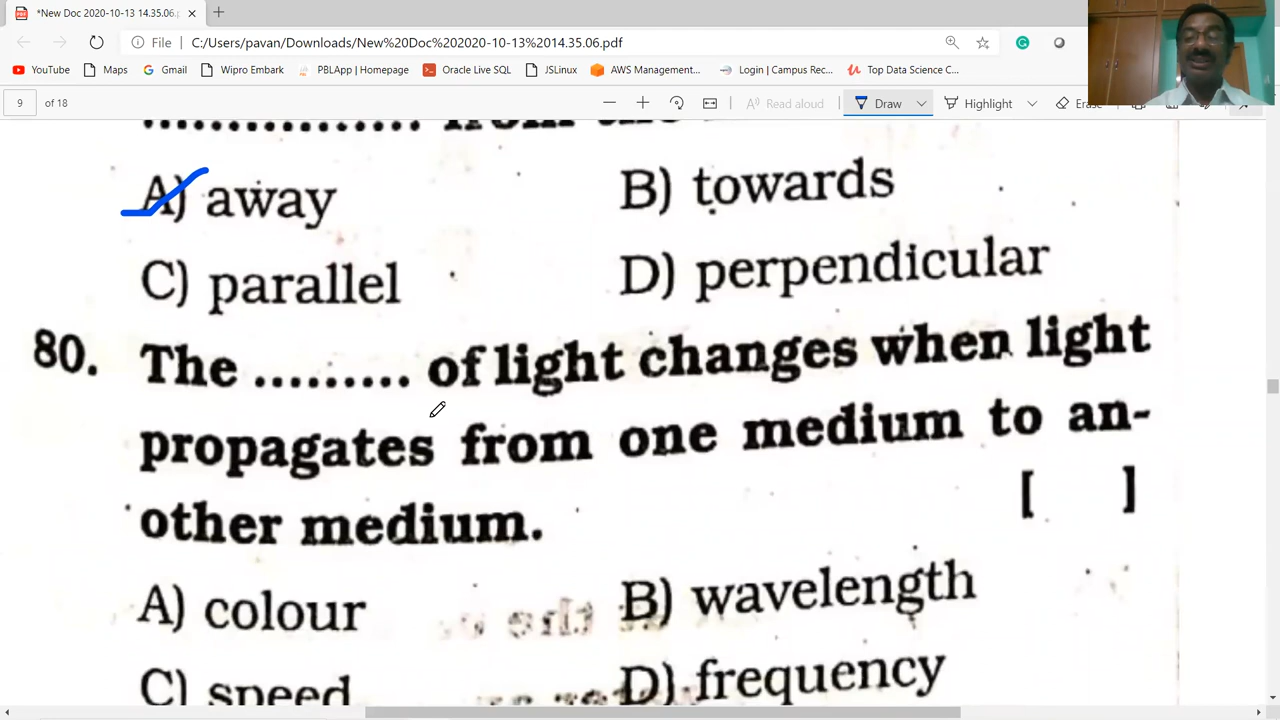 *New Doc 2020-10-13 14.35.06.p
File C:/Users/pavan/Downloads/New%20Doc%202020-10-13%2014.35.06.pdf
YouTube Maps Gmail Wipro Embark PBLApp | Homepage Oracle Live SQL JSLinux AWS Management... Login | Campus Rec... Top Data Science C...
9 of 18 Read aloud Draw Highlight Erase
A) away B) towards
C) parallel D) perpendicular
80. The ......... of light changes when light
propagates from one medium to an-
other medium. [ ]
A) colour B) wavelength
C) speed D) frequency